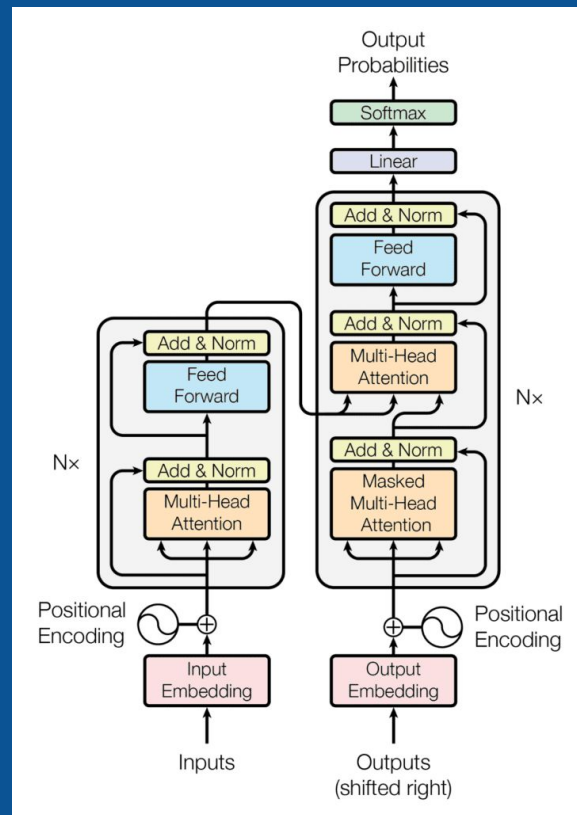 Output
Probabilities
Softmax
Linear
Add & Norm
Feed
Forward
Add & Norm
Multi-Head
Attention
Add & Norm
Masked
Multi-Head
Attention
N×
Positional
Encoding
Output
Embedding
Outputs
(shifted right)
Add & Norm
Feed
Forward
Add & Norm
Multi-Head
Attention
N×
Positional
Encoding
Input
Embedding
Inputs